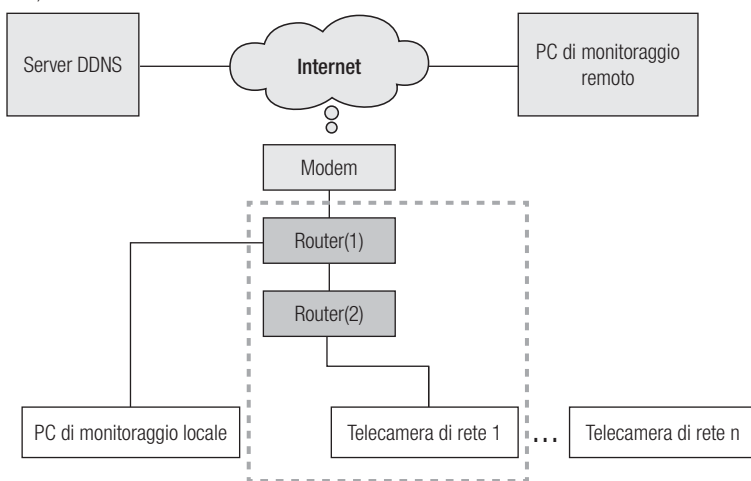 Server DDNS
Internet
PC di monitoraggio
remoto
Modem
Router(1)
Router(2)
PC di monitoraggio locale
Telecamera di rete 1
...
Telecamera di rete n